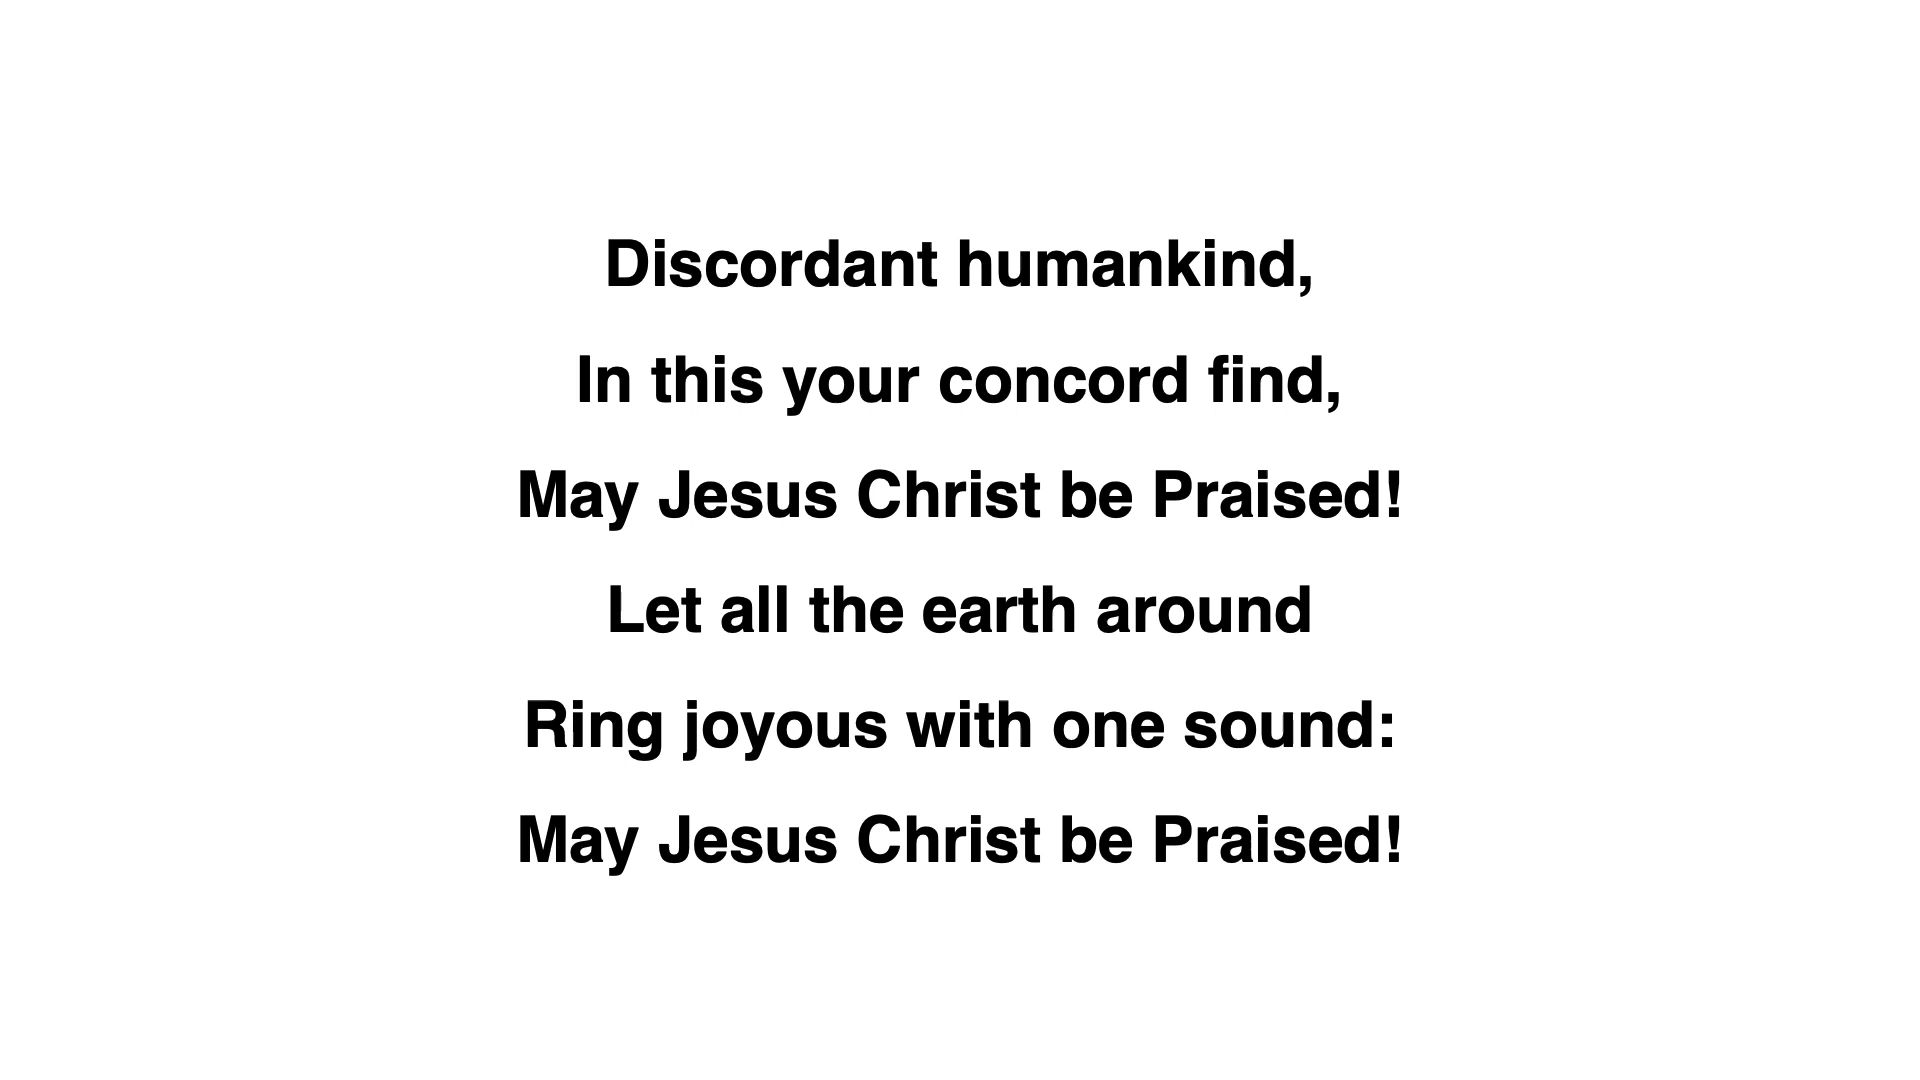 Discordant humankind,
In this your concord find,
May Jesus Christ be Praised!
Let all the earth around
Ring joyous with one sound:
May Jesus Christ be Praised!